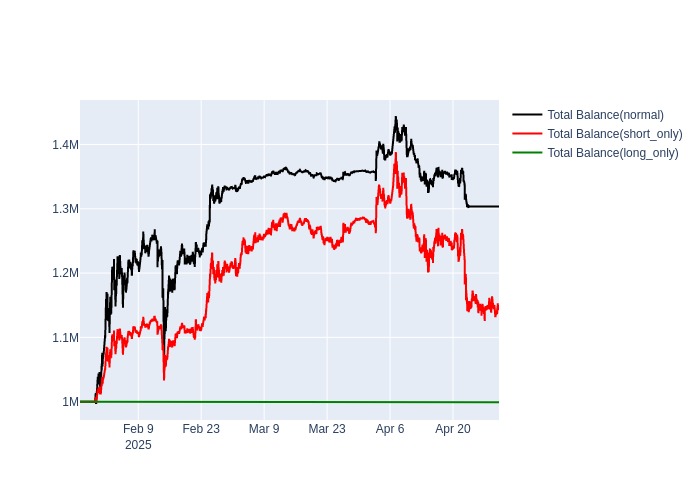 Total Balance(normal)
Total Balance(short_only)
Total Balance(long_only)
1.4M
1.3M
1.2M
1.1M
1M
Feb 9
2025
Feb 23
Mar 9
Mar 23
Apr 6
Apr 20